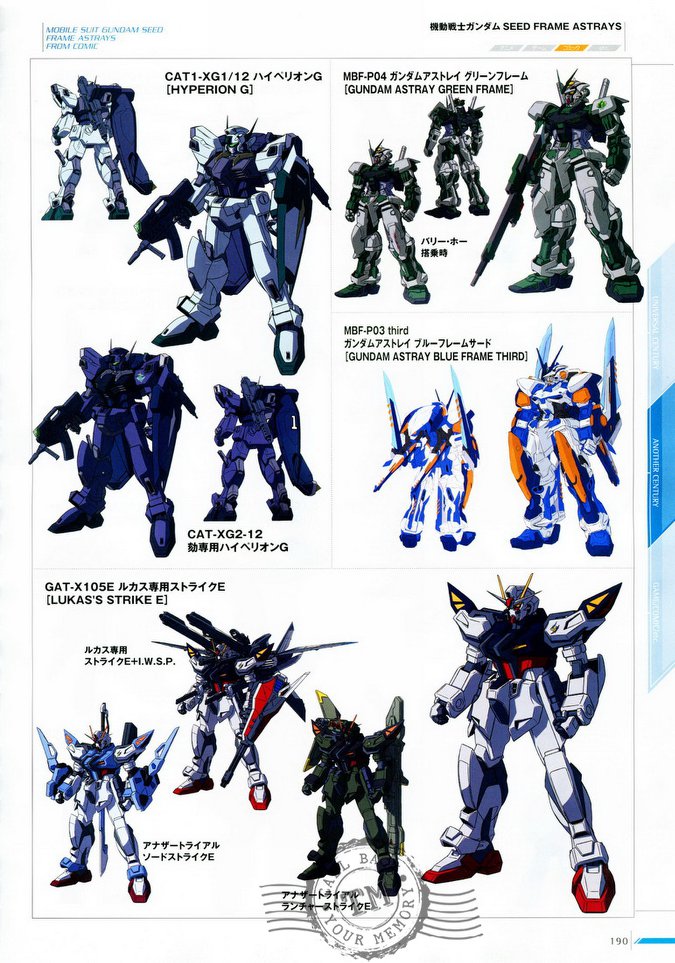 MOBILE SUIT GUNDAM SEED
FRAME ASTRAYS
FROM COMIC
機動戦士ガンダム SEED FRAME ASTRAYS
CAT1-XG1/12 ハイペリオンG
[HYPERION G]
MBF-P04 ガンダムアストレイ グリーンフレーム
[GUNDAM ASTRAY GREEN FRAME]
バリー・ホー
搭乗時
MBF-P03 third
ガンダムアストレイ ブルーフレームサード
[GUNDAM ASTRAY BLUE FRAME THIRD]
1
CAT-XG2-12
劾専用ハイペリオンG
GAT-X105E ルカス専用ストライクE
[LUKAS'S STRIKE E]
ルカス専用
ストライクE+I.W.S.P.
アナザートライアル
ソードストライクE
アナザートライアル
ランチャーストライクE
UNIVERSAL CENTURY
ANOTHER CENTURY
TM
YOUR MEMORY
190